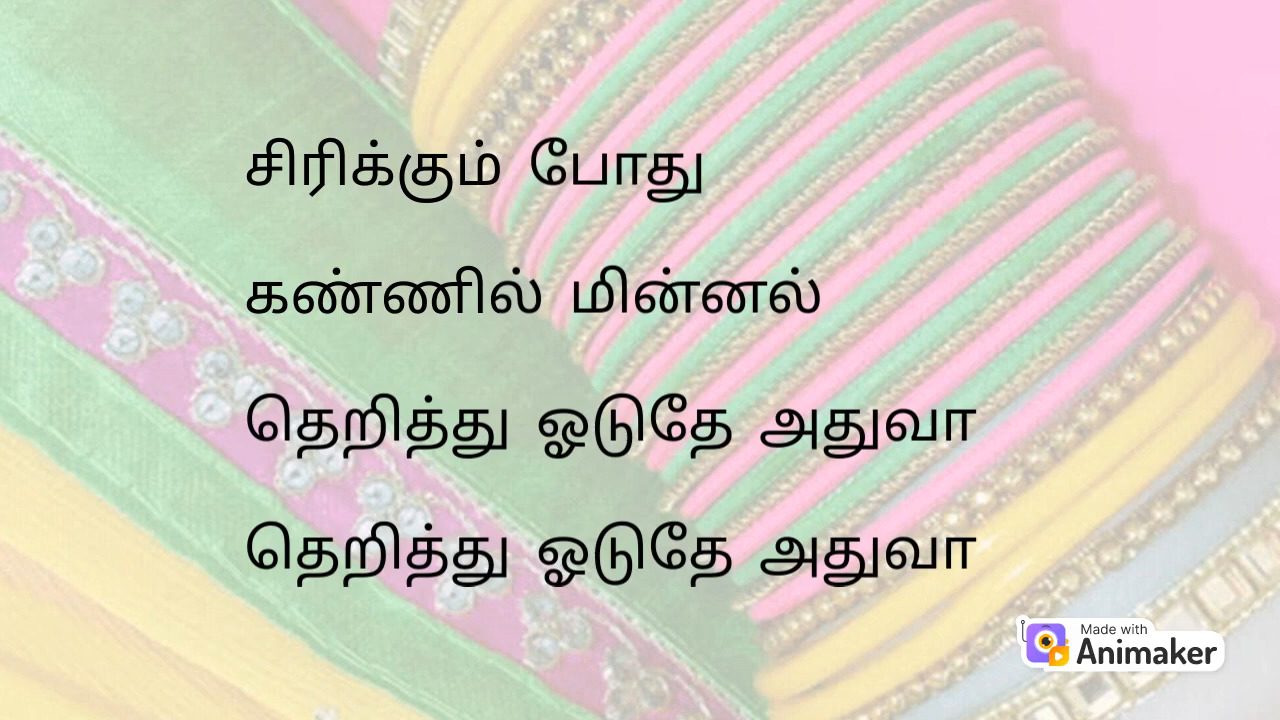 சிரிக்கும் போது
கண்ணில் மின்னல்
தெறித்து ஓடுதே அதுவா
தெறித்து ஓடுதே அதுவா
Made with
Animaker